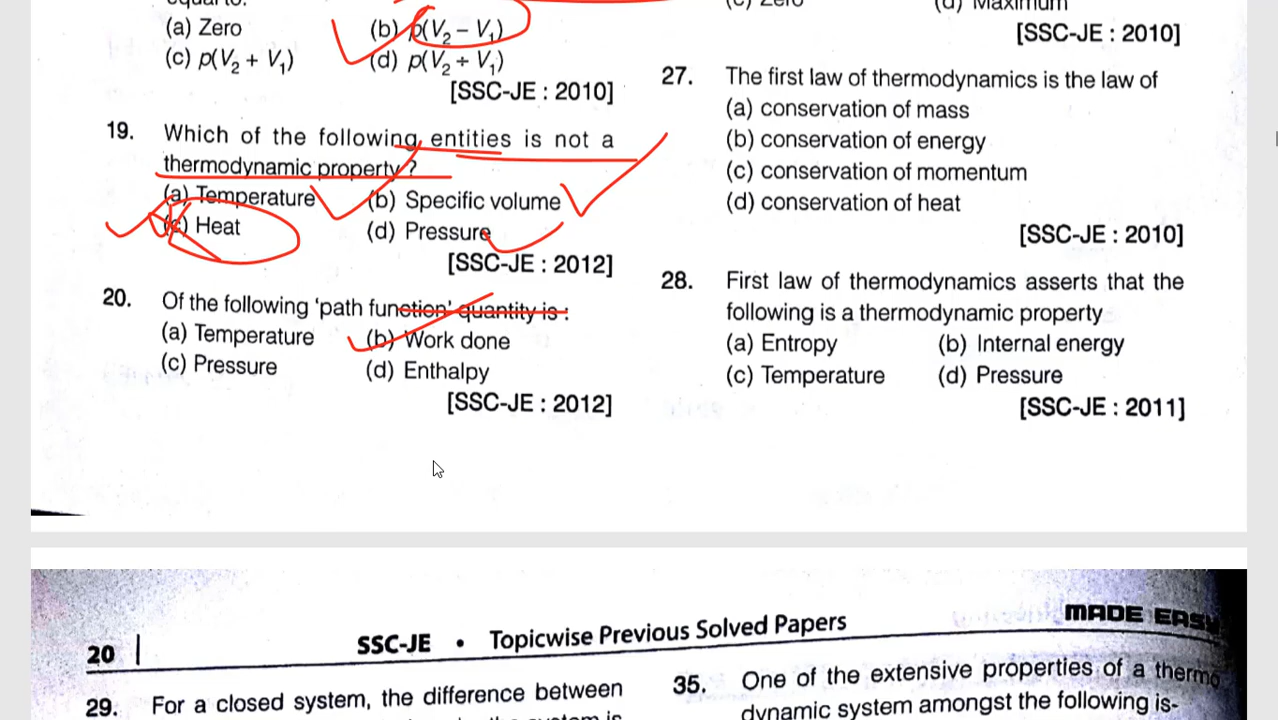 (a) Zero
(b) p(V₂ − V₁)
(c) p(V₂ + V₁)
(d) p(V₂ ÷ V₁)
[SSC-JE : 2010]
19. Which of the following entities is not a
thermodynamic property ?
(a) Temperature
(b) Specific volume
(c) Heat
(d) Pressure
[SSC-JE : 2012]
20. Of the following 'path function' quantity is :
(a) Temperature
(b) Work done
(c) Pressure
(d) Enthalpy
[SSC-JE : 2012]
(c) Zero
(d) Maximum
[SSC-JE : 2010]
27. The first law of thermodynamics is the law of
(a) conservation of mass
(b) conservation of energy
(c) conservation of momentum
(d) conservation of heat
[SSC-JE : 2010]
28. First law of thermodynamics asserts that the
following is a thermodynamic property
(a) Entropy
(b) Internal energy
(c) Temperature
(d) Pressure
[SSC-JE : 2011]
20 | SSC-JE • Topicwise Previous Solved Papers
MADE EASY
29. For a closed system, the difference between
35. One of the extensive properties of a thermo
dynamic system amongst the following is-